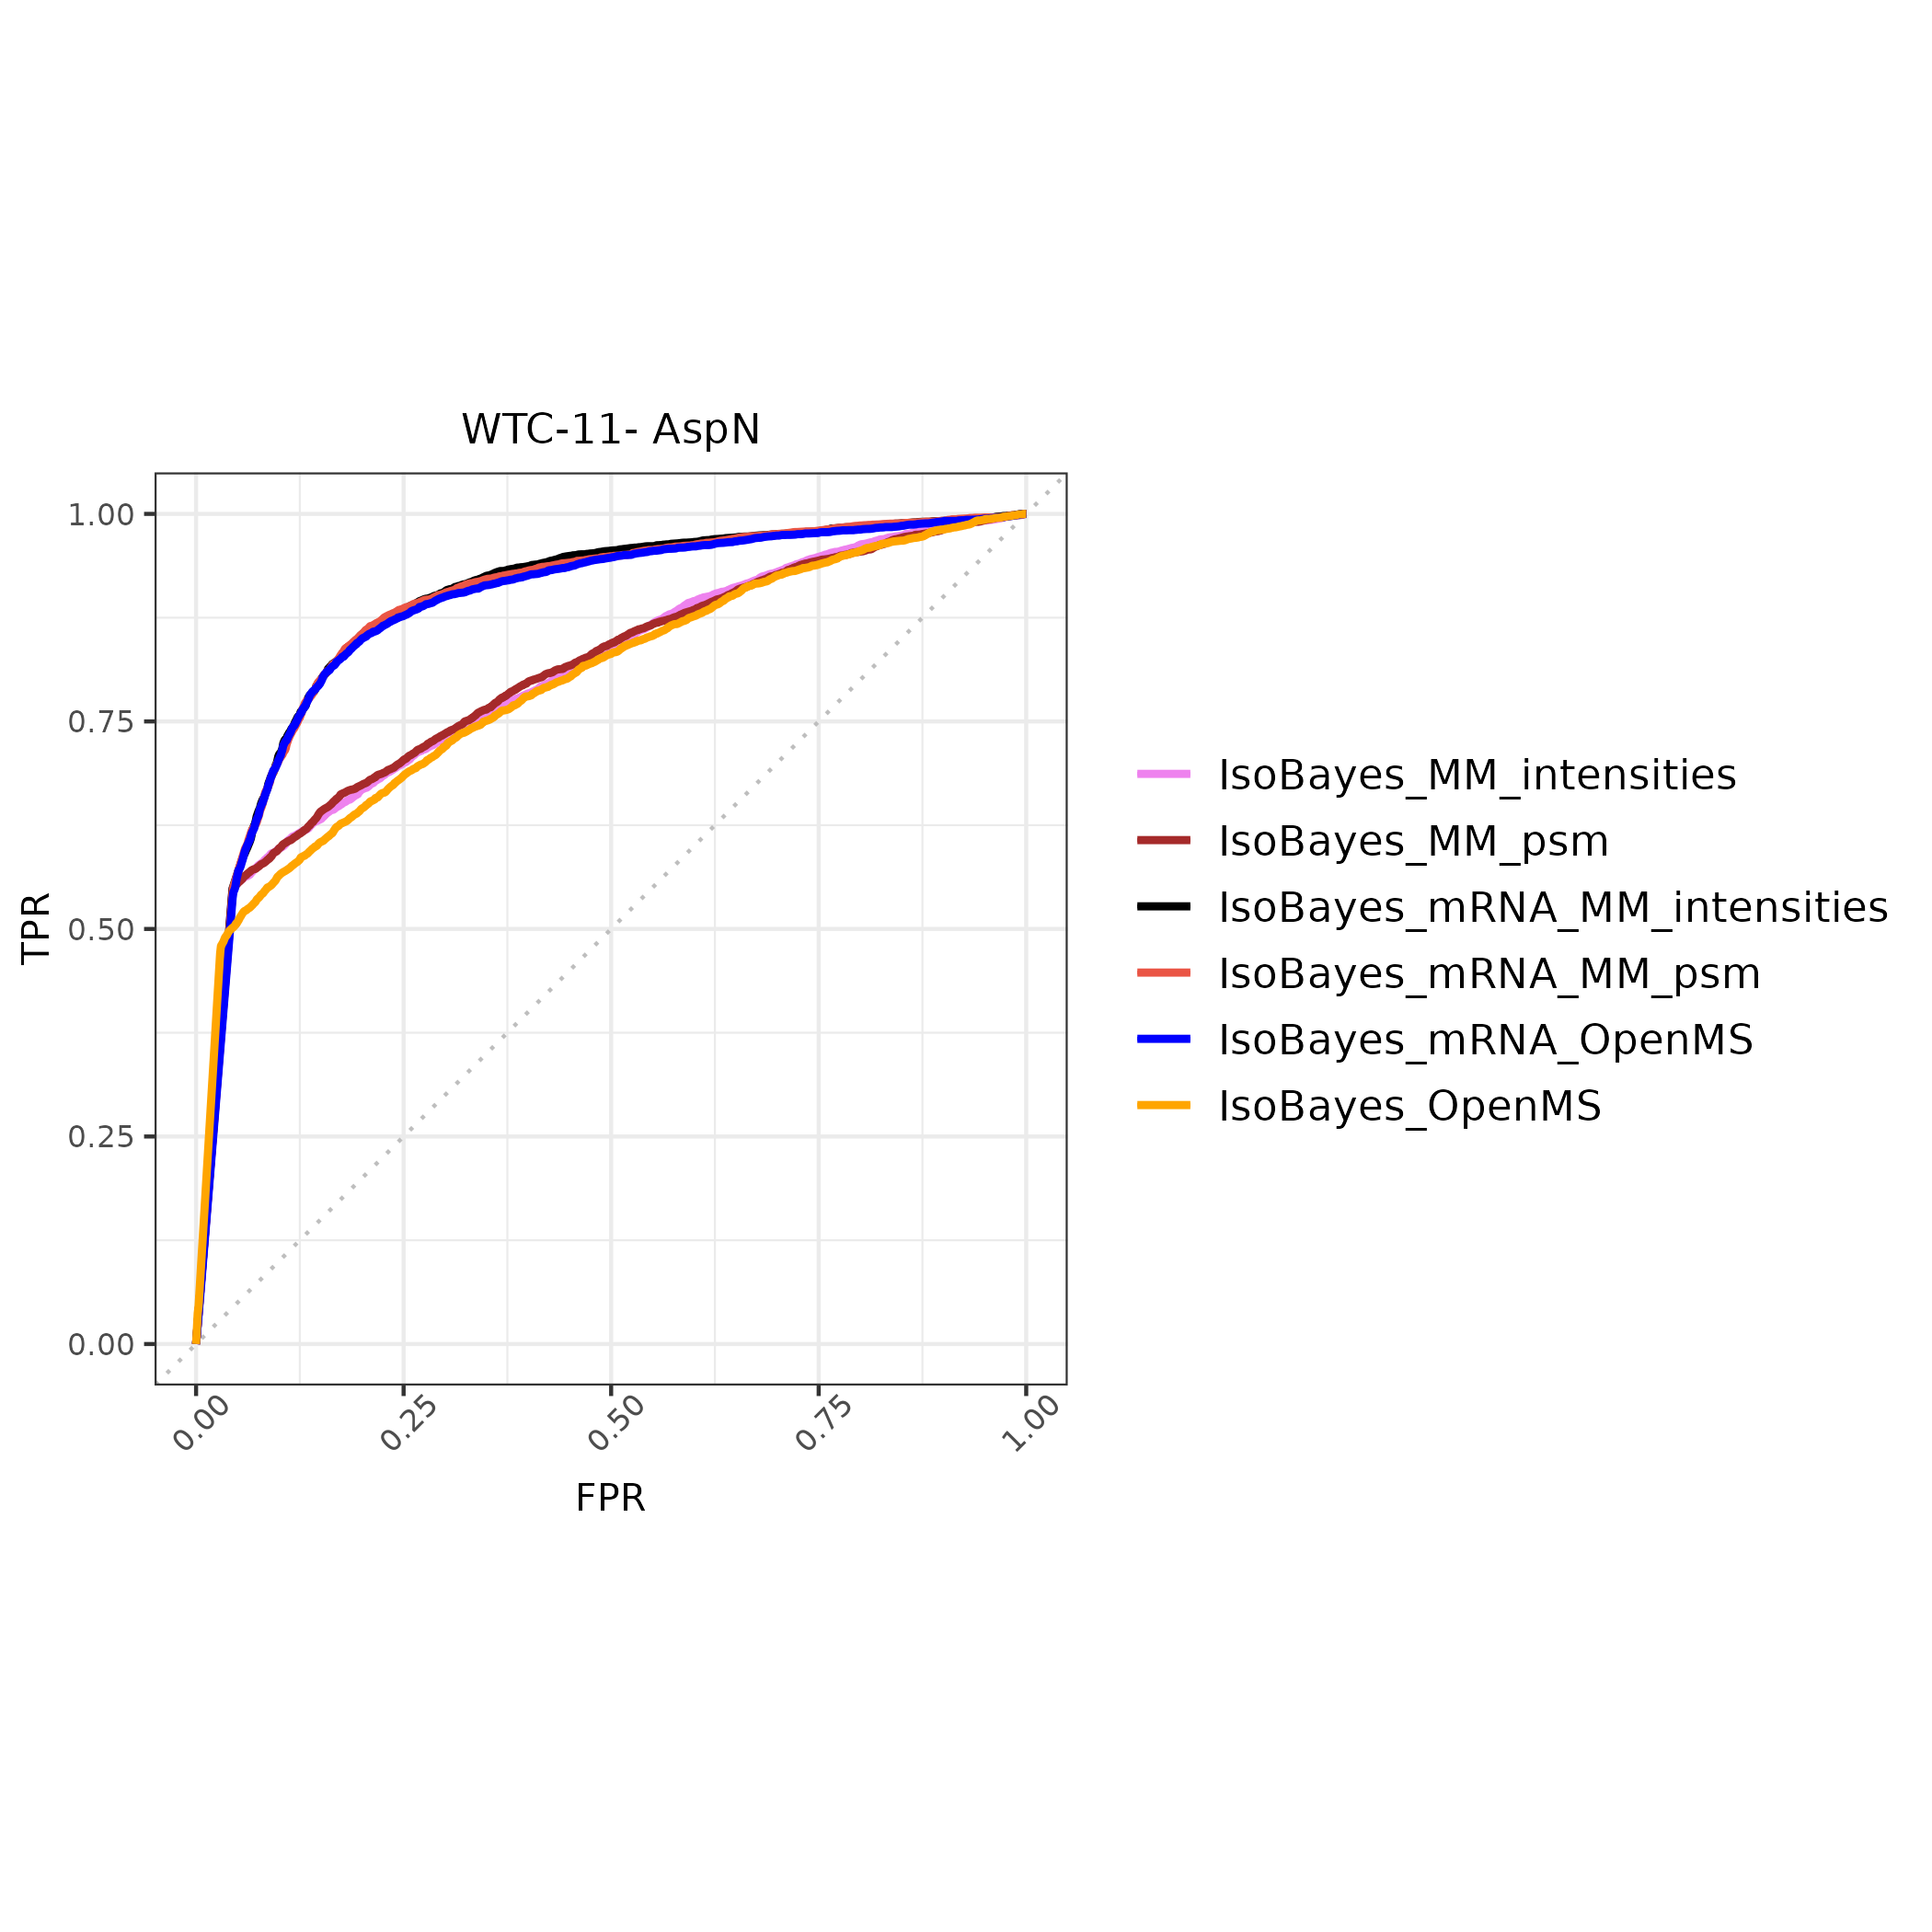 WTC-11- AspN
TPR
1.00
0.75
0.50
0.25
0.00
0.00
0.25
0.50
0.75
1.00
FPR
IsoBayes_MM_intensities
IsoBayes_MM_psm
IsoBayes_mRNA_MM_intensities
IsoBayes_mRNA_MM_psm
IsoBayes_mRNA_OpenMS
IsoBayes_OpenMS